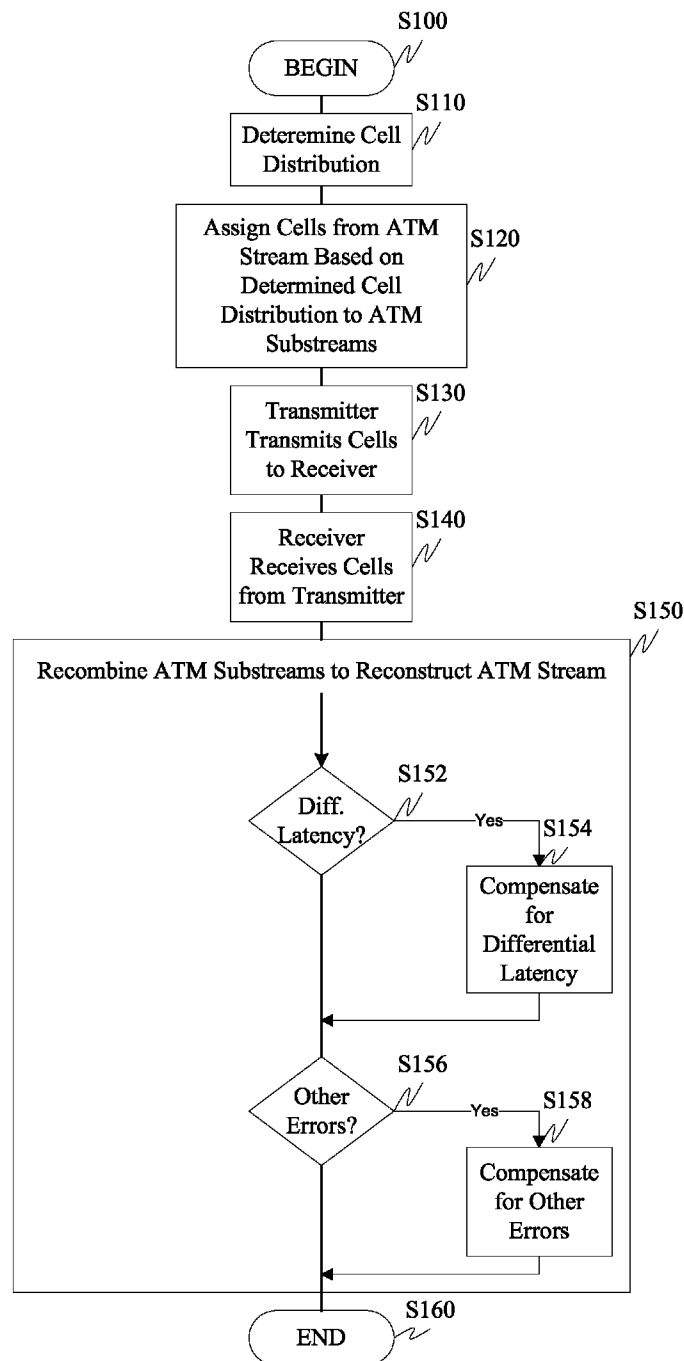 S100
BEGIN
S110
Deteremine Cell
Distribution
S120
Assign Cells from ATM
Stream Based on
Determined Cell
Distribution to ATM
Substreams
S130
Transmitter
Transmits Cells
to Receiver
S140
Receiver
Receives Cells
from Transmitter
S150
Recombine ATM Substreams to Reconstruct ATM Stream
S152
Diff.
Latency?
Yes
S154
Compensate
for
Differential
Latency
S156
Other
Errors?
Yes
S158
Compensate
for Other
Errors
S160
END